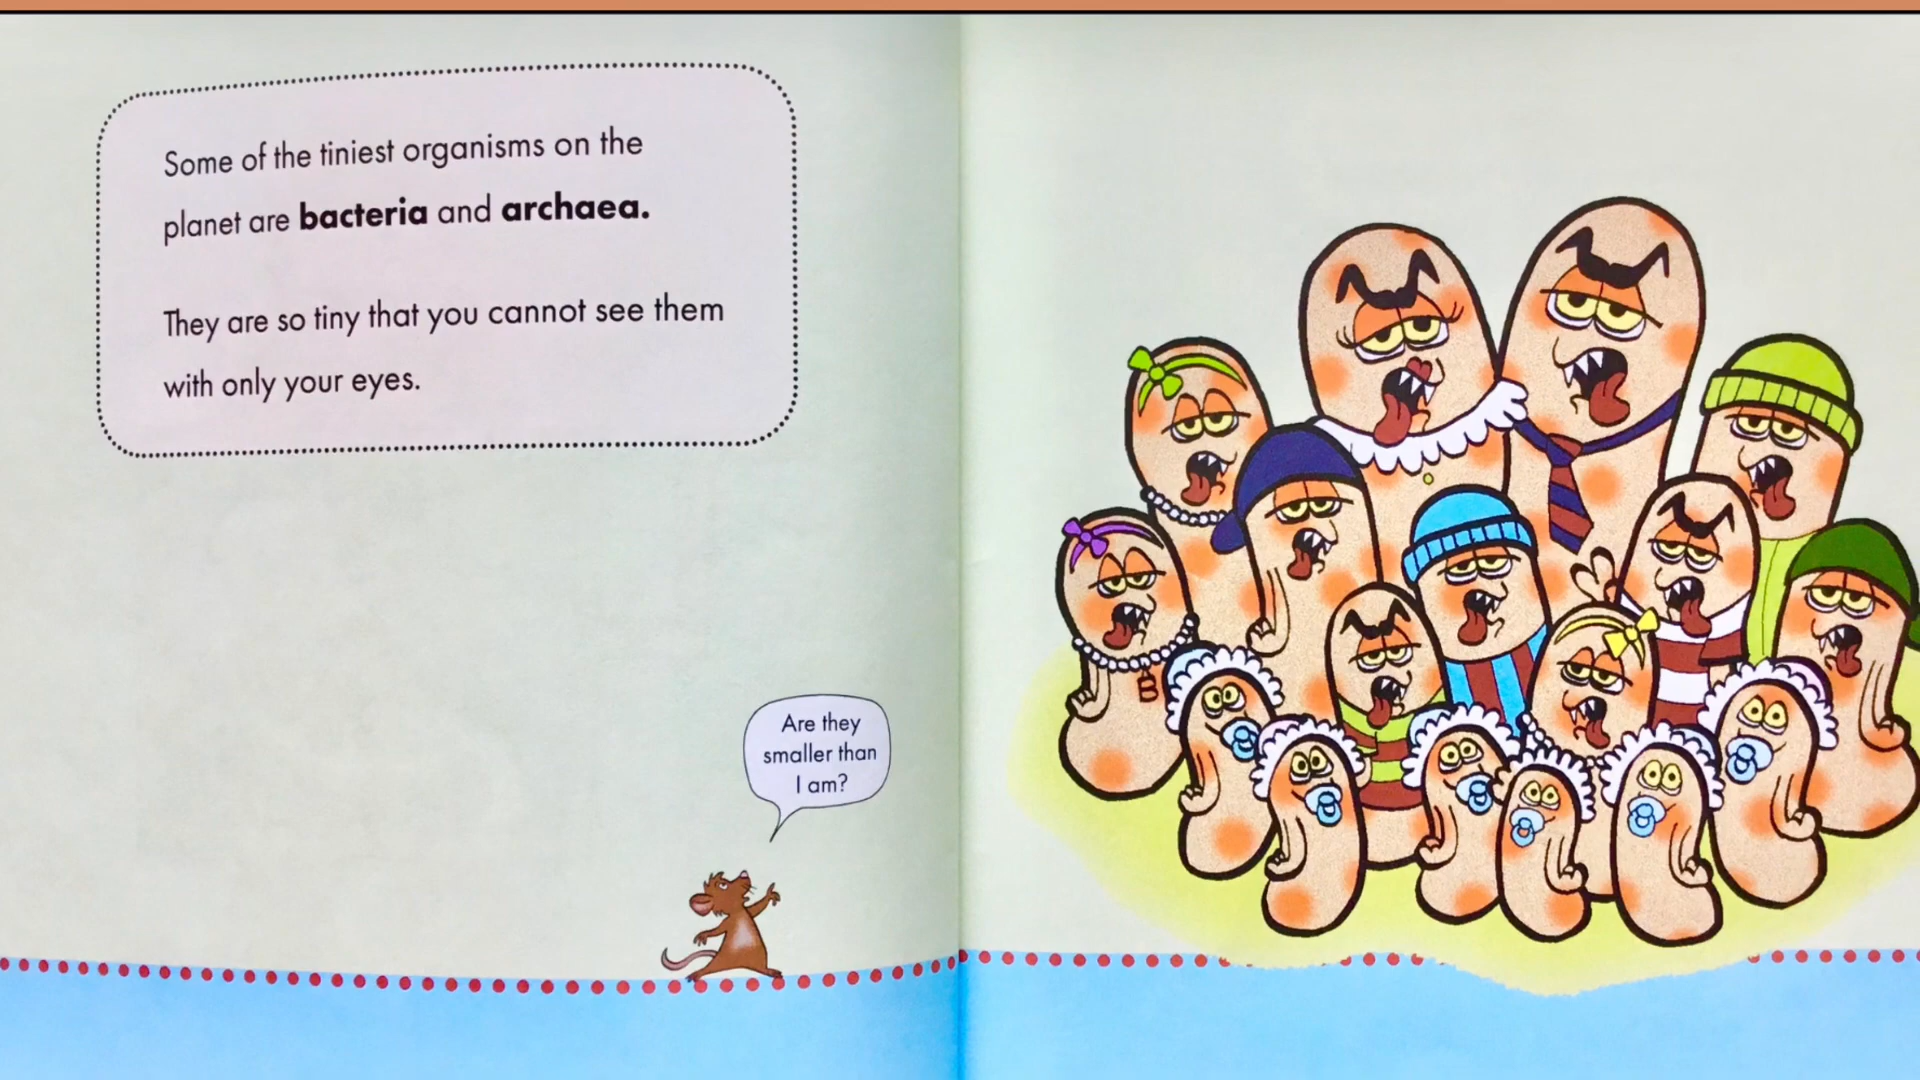 Some of the tiniest organisms on the
planet are bacteria and archaea.
They are so tiny that you cannot see them
with only your eyes.
Are they
smaller than
I am?